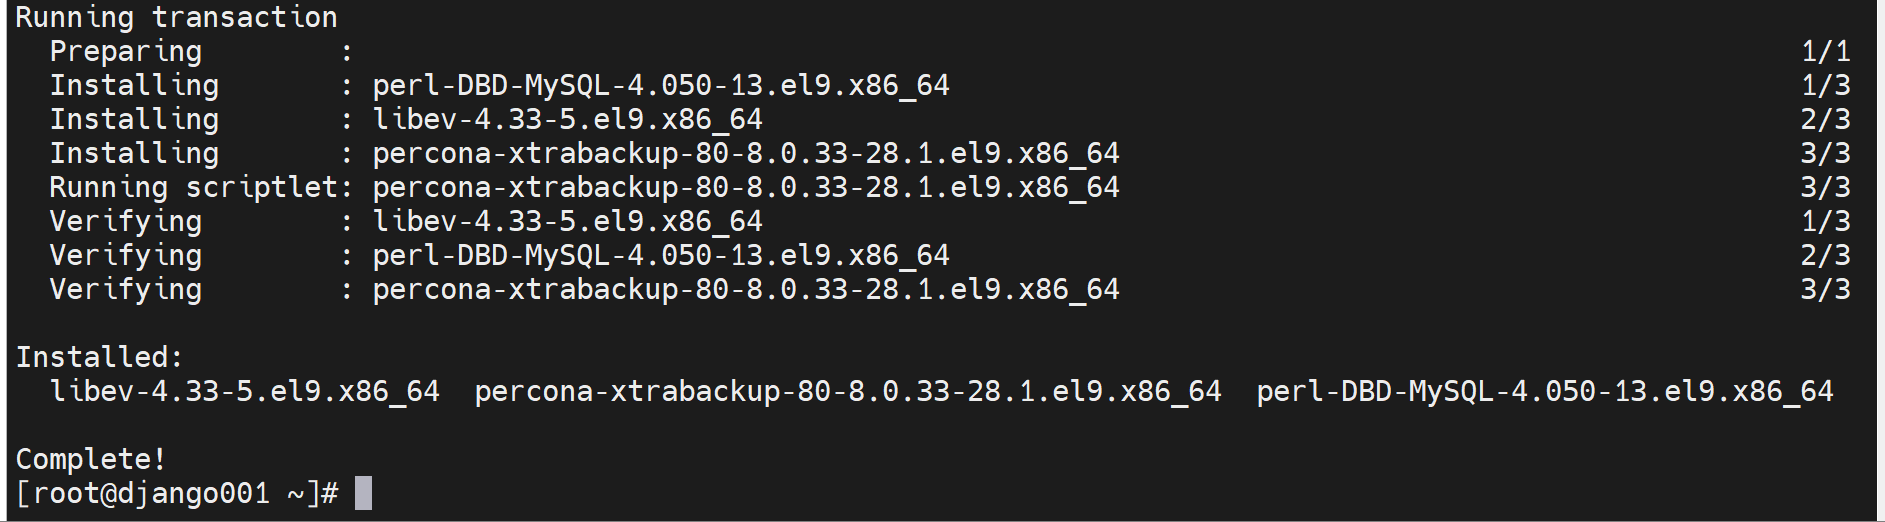 Running transaction
  Preparing        :                                                                                     1/1
  Installing       : perl-DBD-MySQL-4.050-13.el9.x86_64                                                  1/3
  Installing       : libev-4.33-5.el9.x86_64                                                             2/3
  Installing       : percona-xtrabackup-80-8.0.33-28.1.el9.x86_64                                        3/3
  Running scriptlet: percona-xtrabackup-80-8.0.33-28.1.el9.x86_64                                        3/3
  Verifying        : libev-4.33-5.el9.x86_64                                                             1/3
  Verifying        : perl-DBD-MySQL-4.050-13.el9.x86_64                                                  2/3
  Verifying        : percona-xtrabackup-80-8.0.33-28.1.el9.x86_64                                        3/3

Installed:
  libev-4.33-5.el9.x86_64  percona-xtrabackup-80-8.0.33-28.1.el9.x86_64  perl-DBD-MySQL-4.050-13.el9.x86_64

Complete!
[root@django001 ~]#